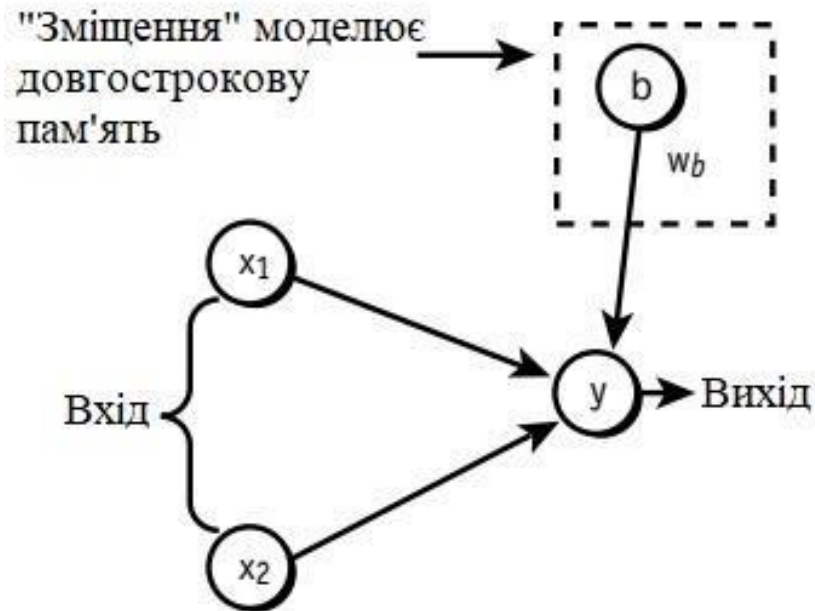 "Зміщення" моделює
довгострокову
пам'ять
b
wb
x1
Вхід
y
Вихід
x2